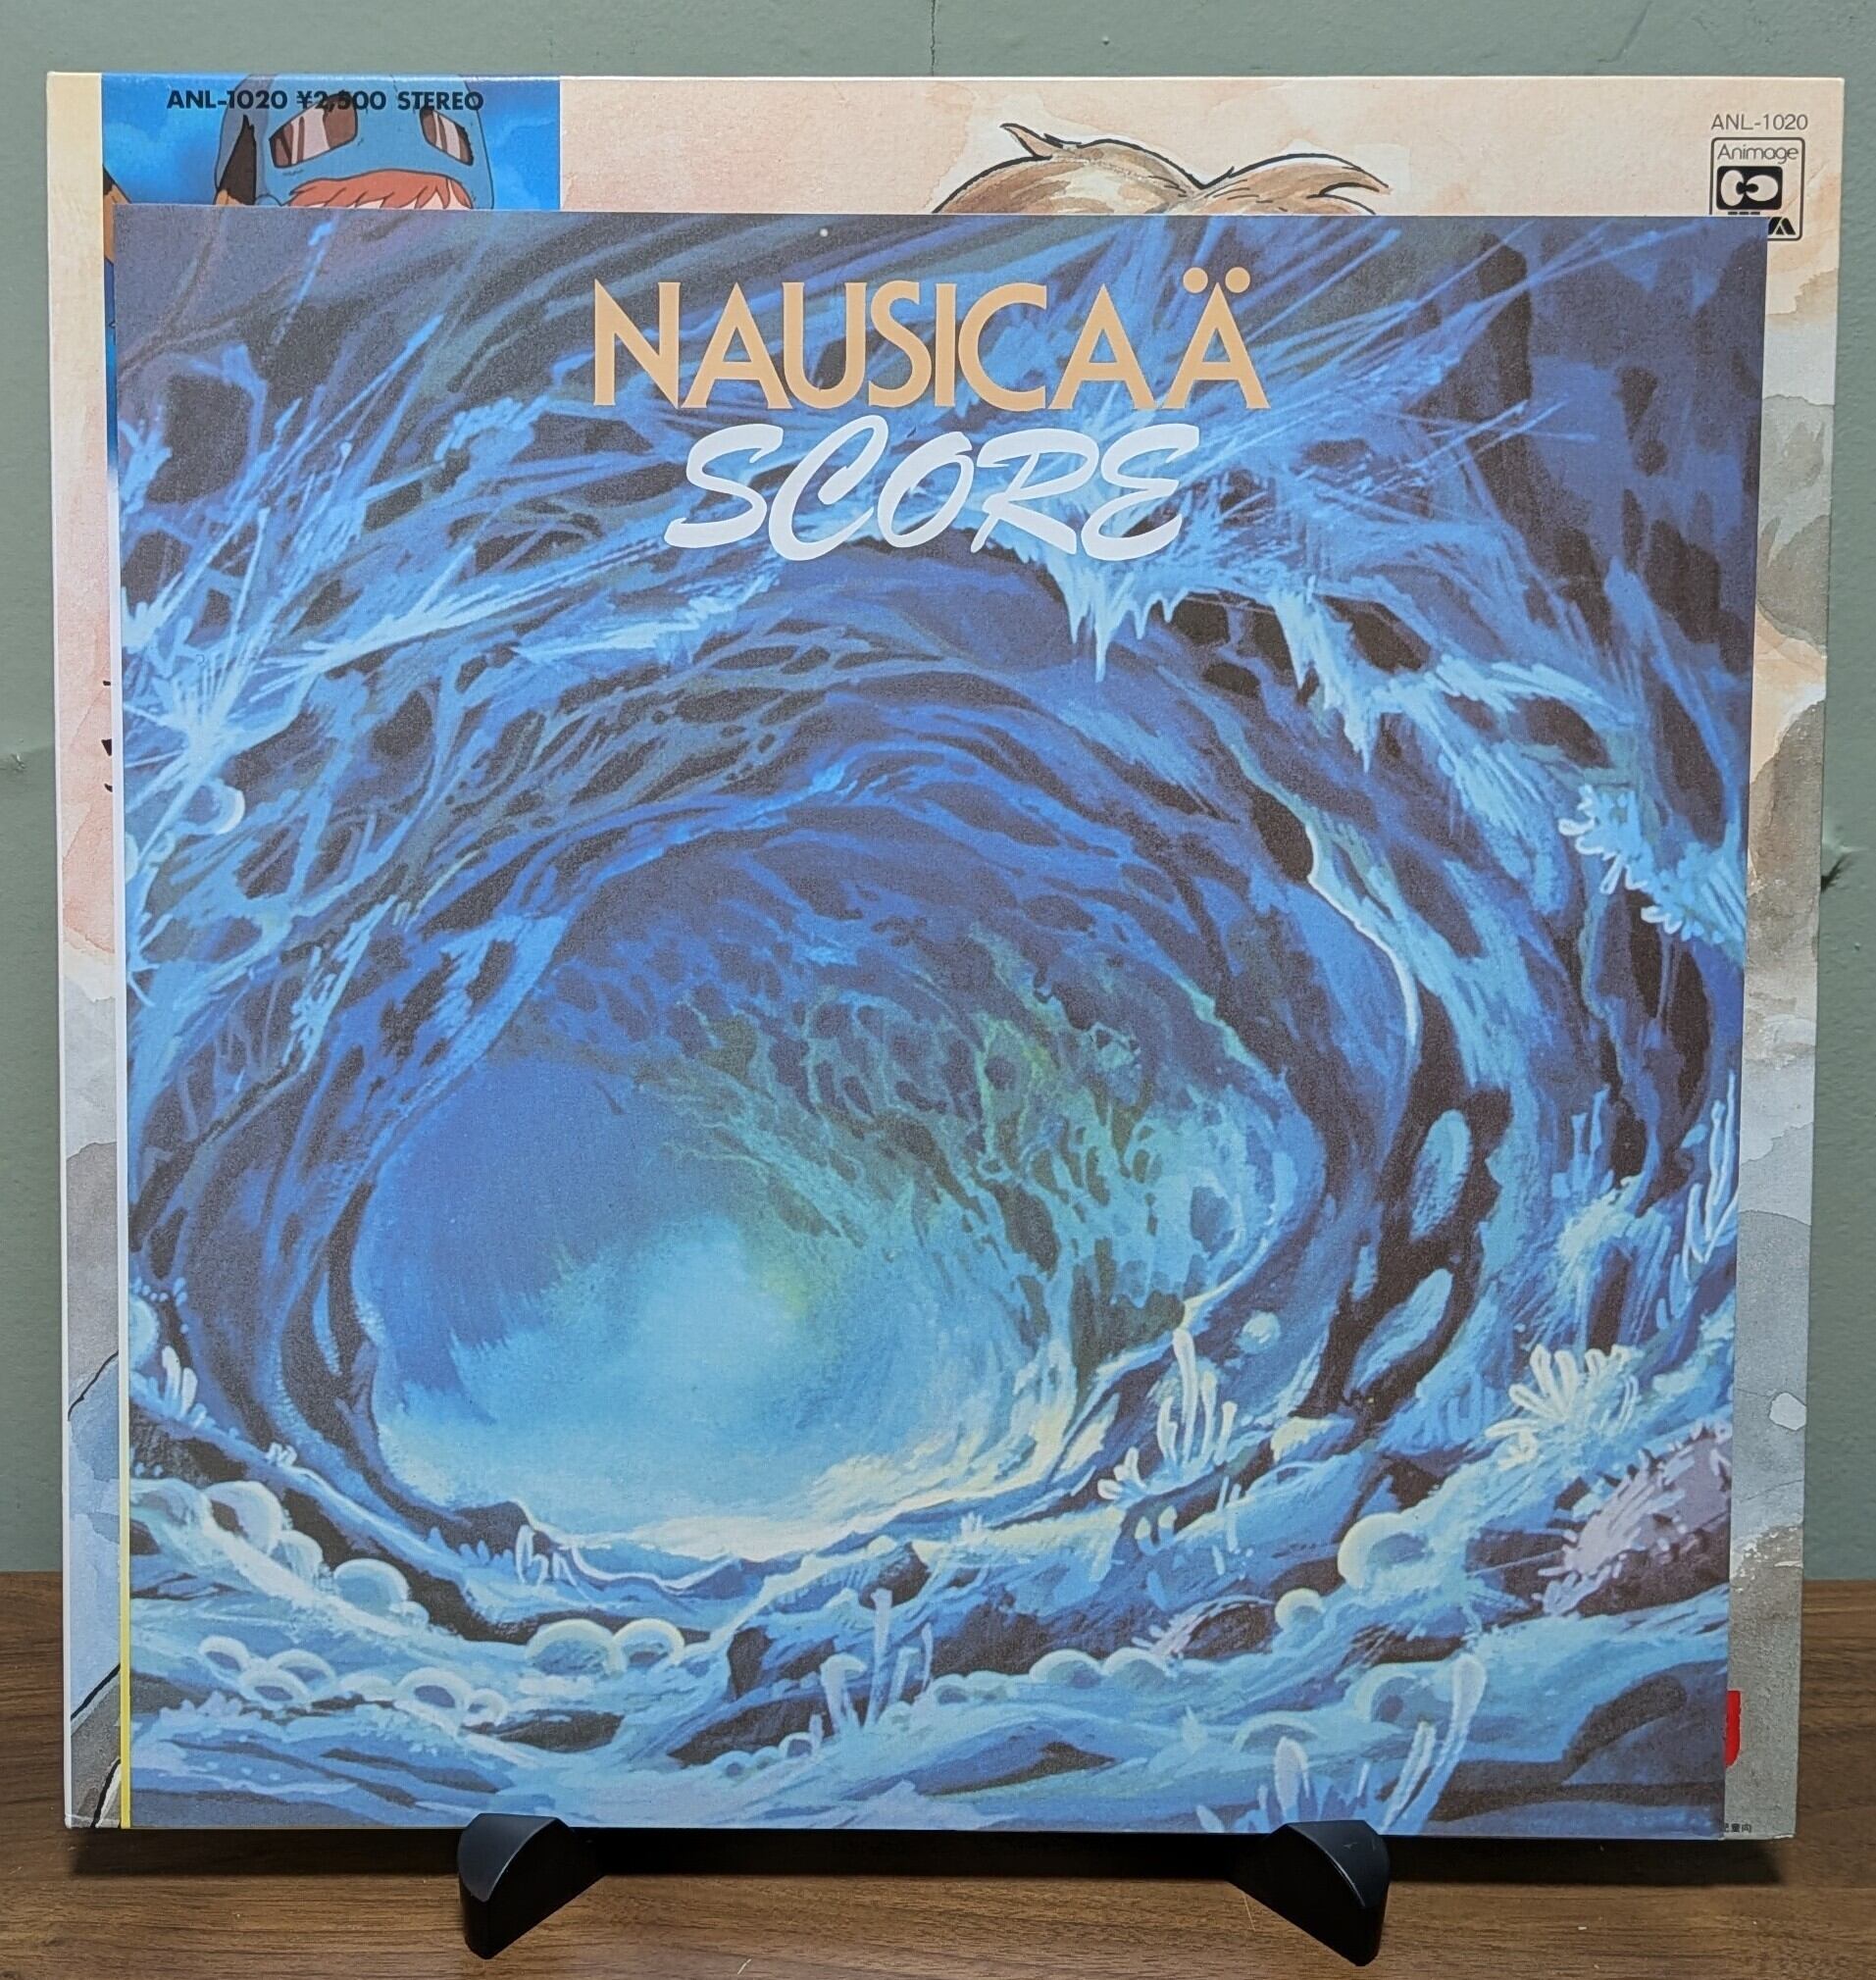 ANL-1020 ¥2,500 STEREO
ANL-1020
Animage
NAUSICAÄ
SCORE